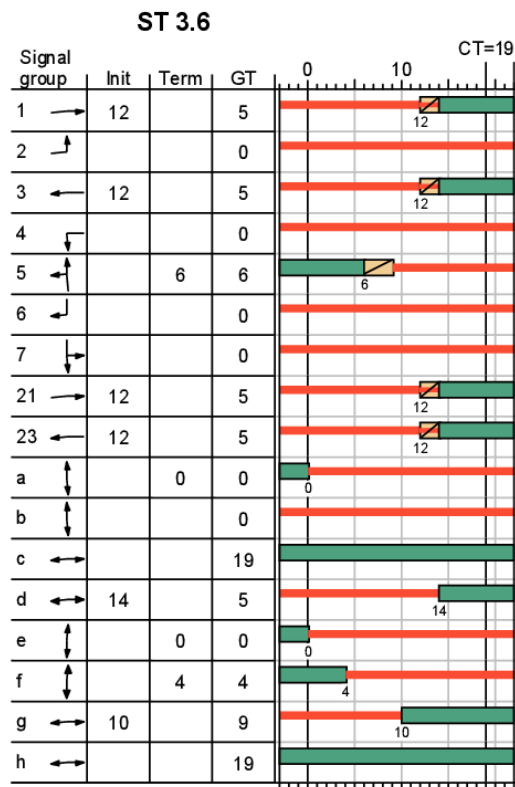 ST 3.6
CT=19
Signal group Init Term GT 0 10
1 12 5 12
2 0
3 12 5 12
4 0
5 6 6 6
6 0
7 0
21 12 5 12
23 12 5 12
a 0 0 0
b 0
c 19
d 14 5 14
e 0 0 0
f 4 4 4
g 10 9 10
h 19